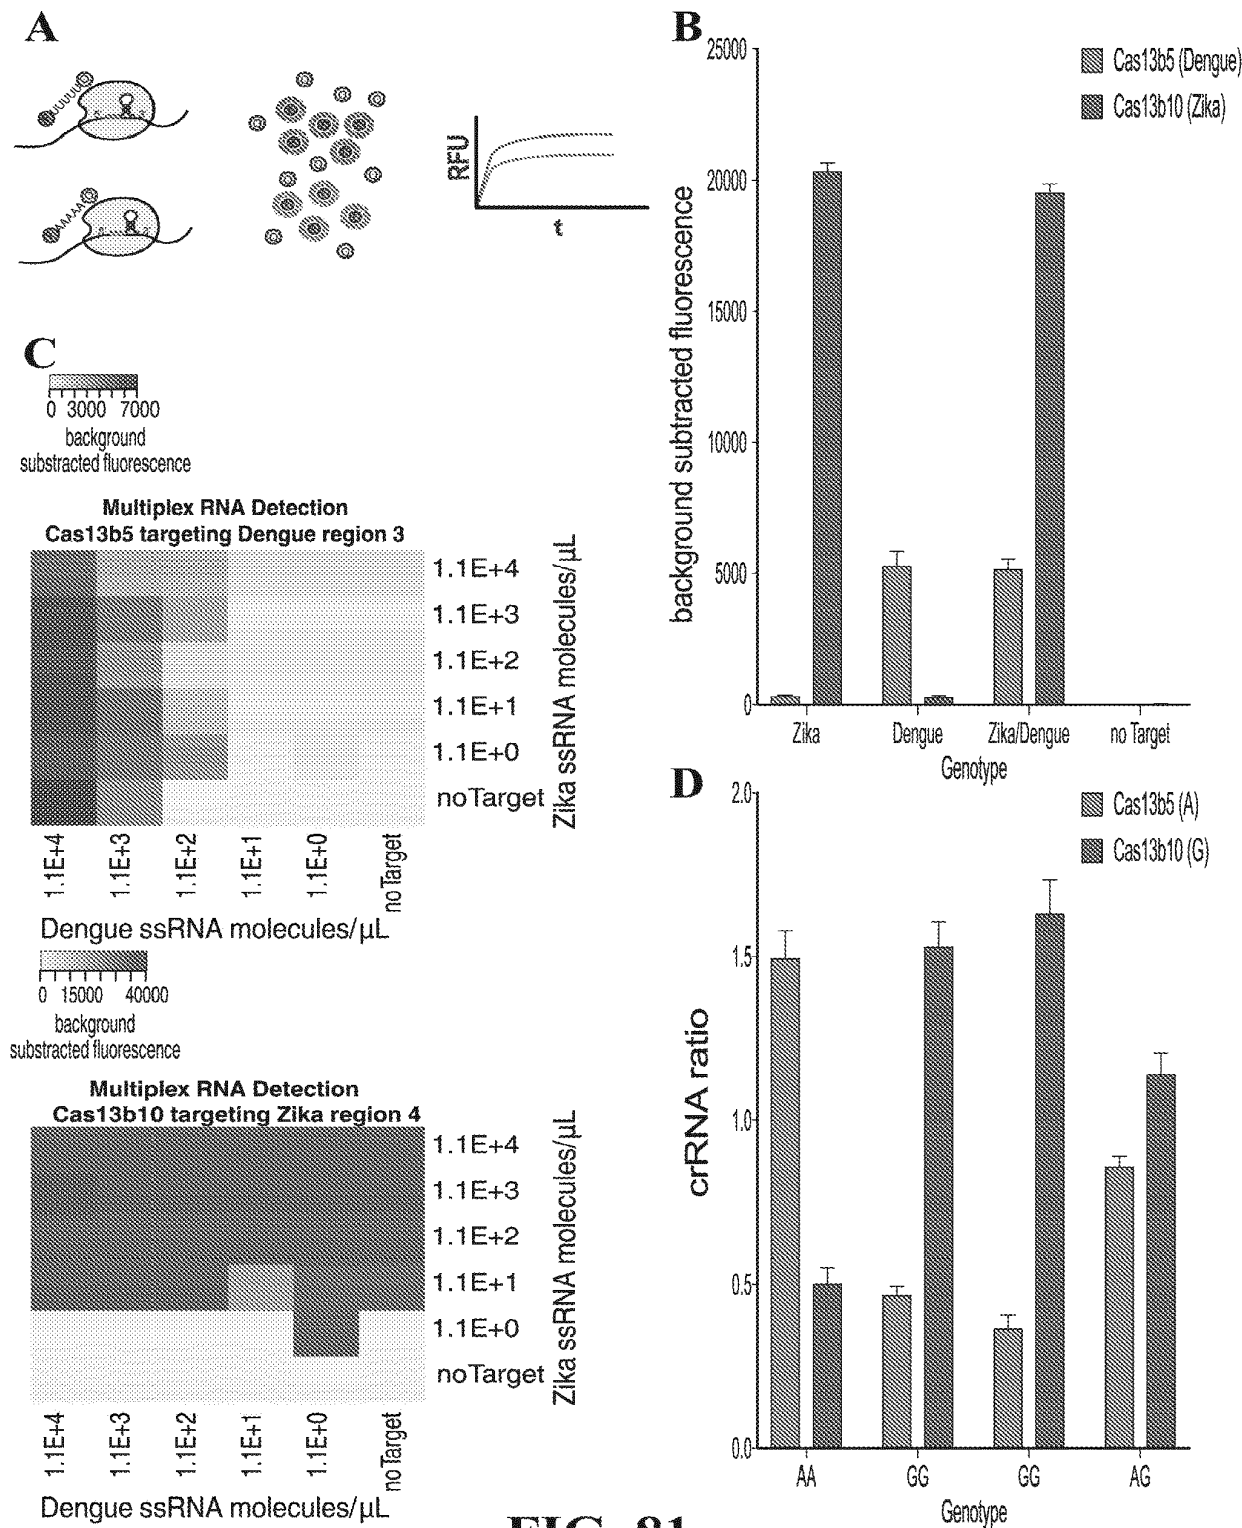 A
UUUUU
AAAAA
RFU
t
B
25000
20000
15000
10000
5000
0
background subtracted fluorescence
Cas13b5 (Dengue)
Cas13b10 (Zika)
Zika
Dengue
Zika/Dengue
no Target
Genotype
C
0 3000 7000
background
substracted fluorescence
Multiplex RNA Detection
Cas13b5 targeting Dengue region 3
1.1E+4
1.1E+3
1.1E+2
1.1E+1
1.1E+0
noTarget
Zika ssRNA molecules/µL
1.1E+4
1.1E+3
1.1E+2
1.1E+1
1.1E+0
noTarget
Dengue ssRNA molecules/µL
0 15000 40000
background
substracted fluorescence
Multiplex RNA Detection
Cas13b10 targeting Zika region 4
1.1E+4
1.1E+3
1.1E+2
1.1E+1
1.1E+0
noTarget
Zika ssRNA molecules/µL
1.1E+4
1.1E+3
1.1E+2
1.1E+1
1.1E+0
noTarget
Dengue ssRNA molecules/µL
D
2.0
1.5
1.0
0.5
0.0
crRNA ratio
Cas13b5 (A)
Cas13b10 (G)
AA
GG
GG
AG
Genotype
FIG. 81